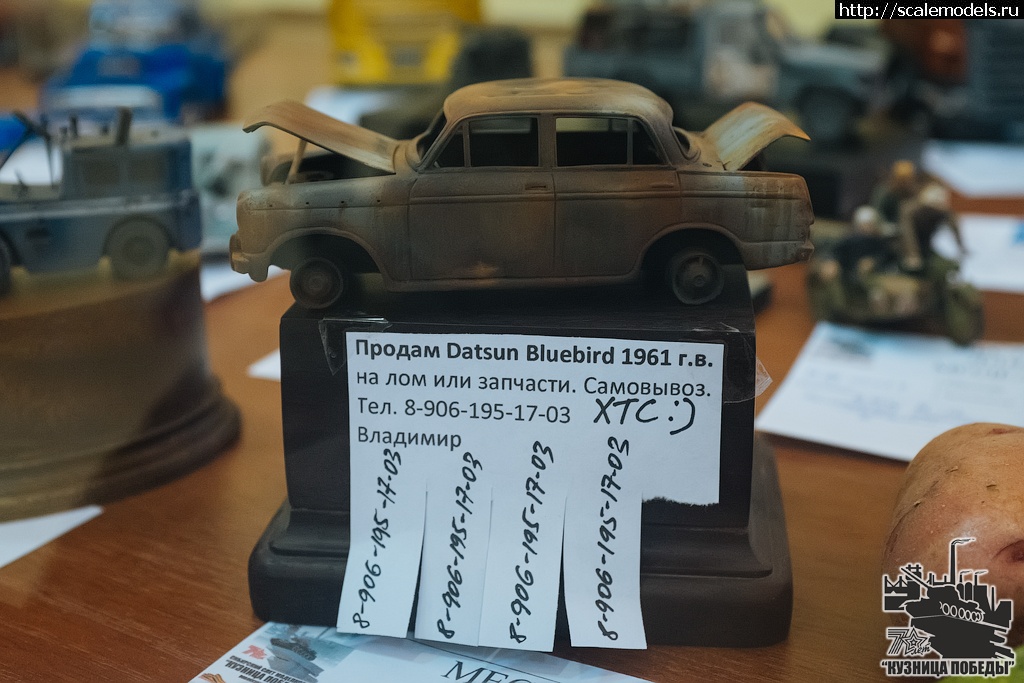 http://scalemodels.ru
Продам Datsun Bluebird 1961 г.в.
на лом или запчасти. Самовывоз.
Тел. 8-906-195-17-03 ХТС :)
Владимир
8-906-195-17-03
8-906-195-17-03
8-906-195-17-03
8-906-195-17-03
"КУЗНИЦА ПОБЕДЫ"